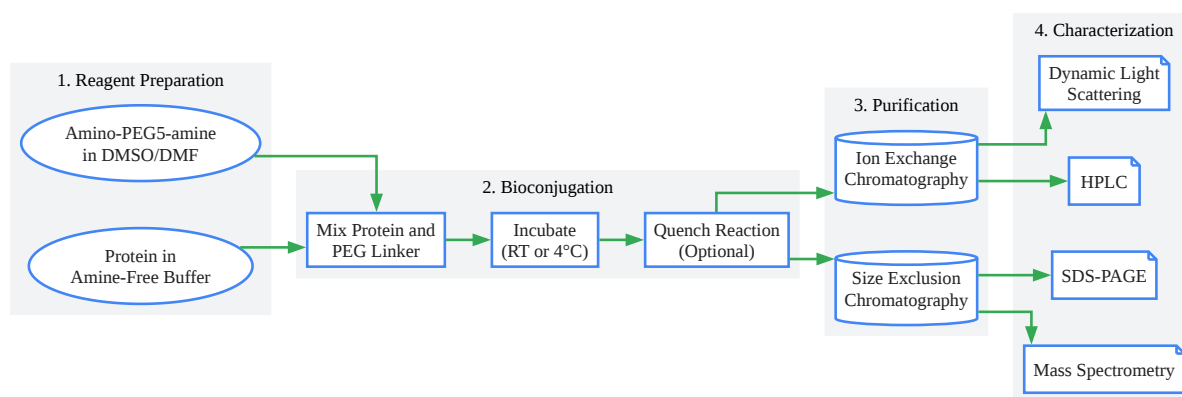 1. Reagent Preparation
Amino-PEG5-amine
in DMSO/DMF
Protein in
Amine-Free Buffer
2. Bioconjugation
Mix Protein and
PEG Linker
Incubate
(RT or 4°C)
Quench Reaction
(Optional)
3. Purification
Ion Exchange
Chromatography
Size Exclusion
Chromatography
4. Characterization
Dynamic Light
Scattering
HPLC
SDS-PAGE
Mass Spectrometry